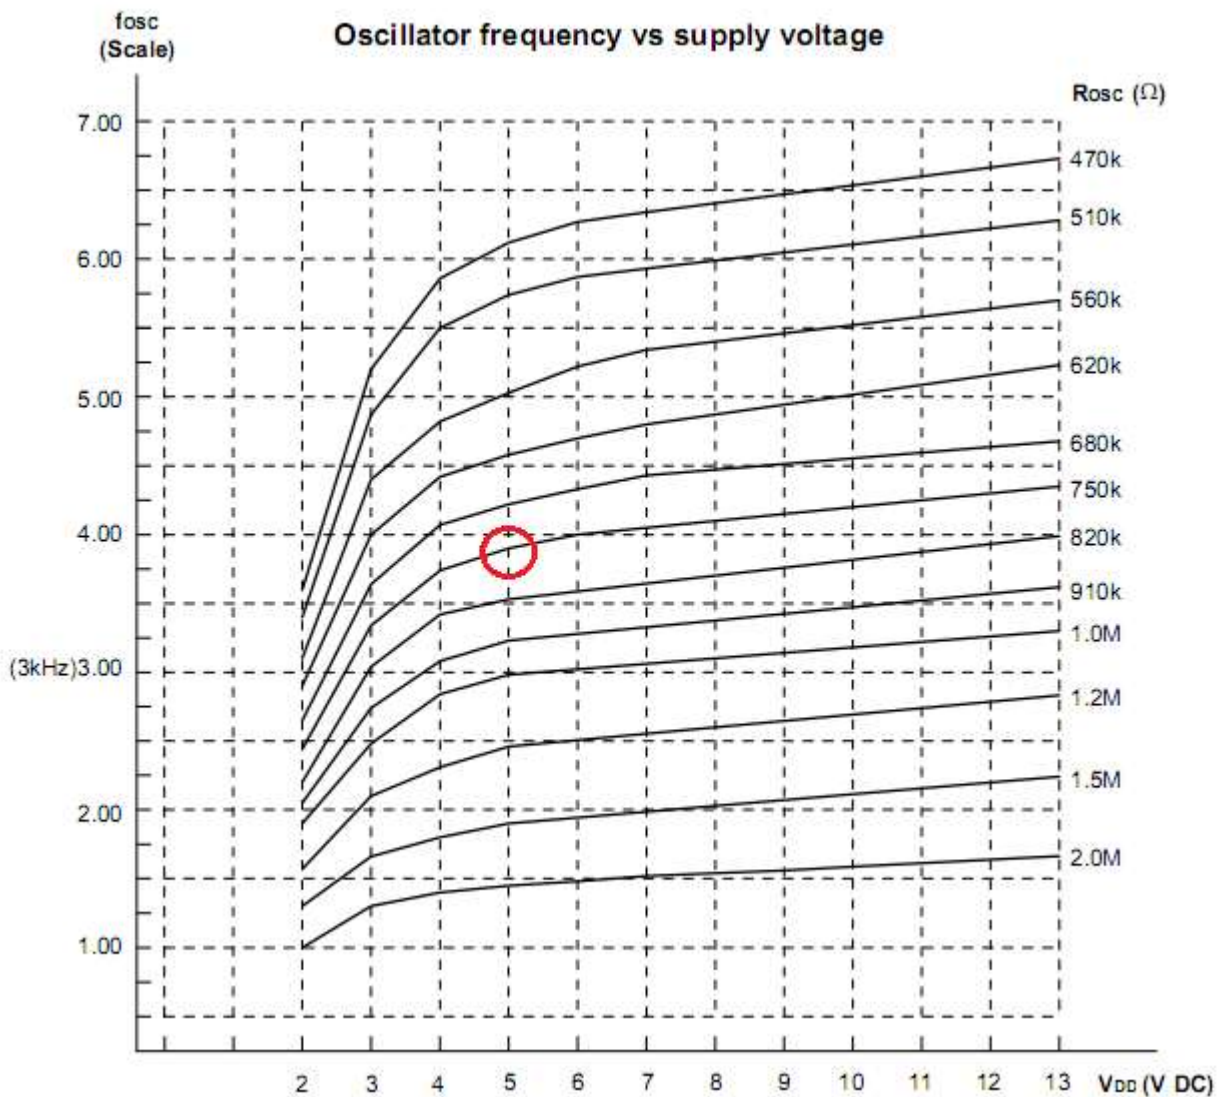 Oscillator frequency vs supply voltage
fosc
(Scale)
Rosc (Ω)
7.00
470k
510k
6.00
560k
620k
5.00
680k
750k
4.00
820k
910k
1.0M
(3kHz)3.00
1.2M
1.5M
2.00
2.0M
1.00
2 3 4 5 6 7 8 9 10 11 12 13 VDD (V DC)